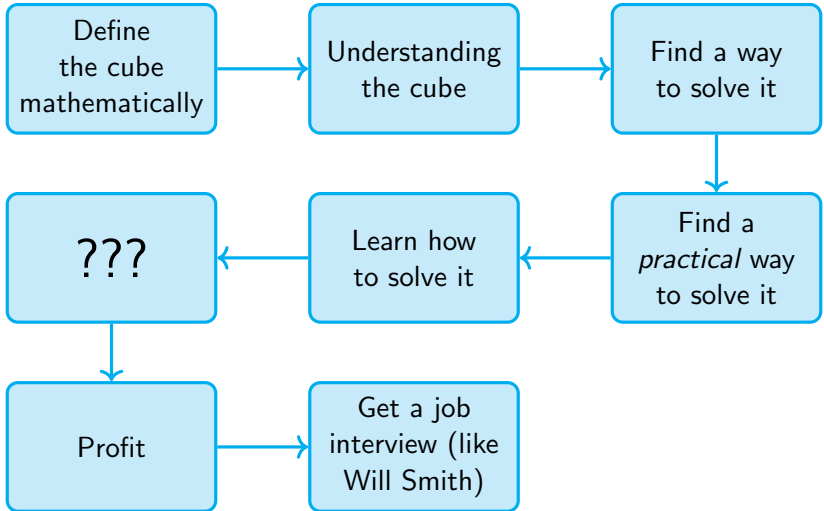 Define
the cube
mathematically
Understanding
the cube
Find a way
to solve it
Find a
practical way
to solve it
Learn how
to solve it
???
Profit
Get a job
interview (like
Will Smith)